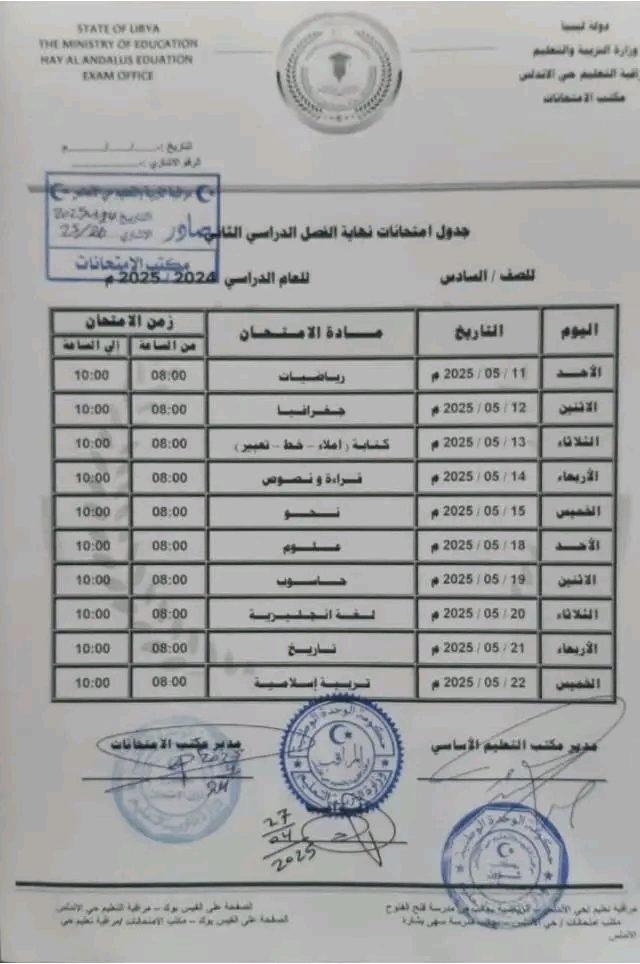 دولة ليبيا
وزارة التربية والتعليم
مراقبة التعليم حي الاندلس
مكتب الامتحانات
STATE OF LIBYA
THE MINISTRY OF EDUCATION
HAY AL ANDALUS EDUATION
EXAM OFFICE
التاريخ :
الرقم الاشاري :
التاريخ
الاشاري 23/26
صادر
مكتب الامتحانات
جدول امتحانات نهاية الفصل الدراسي الثاني
للصف / السادس للعام الدراسي 2024 / 2025 م
اليوم التاريخ مادة الامتحان زمن الامتحان
من الساعة إلى الساعة
الأحد 11 / 05 / 2025 م رياضيات 08:00 10:00
الاثنين 12 / 05 / 2025 م جغرافيا 08:00 10:00
الثلاثاء 13 / 05 / 2025 م كتابة ( املاء - خط - تعبير ) 08:00 10:00
الأربعاء 14 / 05 / 2025 م قراءة و نصوص 08:00 10:00
الخميس 15 / 05 / 2025 م نحو 08:00 10:00
الأحد 18 / 05 / 2025 م علوم 08:00 10:00
الاثنين 19 / 05 / 2025 م حاسوب 08:00 10:00
الثلاثاء 20 / 05 / 2025 م لغة انجليزية 08:00 10:00
الأربعاء 21 / 05 / 2025 م تاريخ 08:00 10:00
الخميس 22 / 05 / 2025 م تربية إسلامية 08:00 10:00
مدير مكتب التعليم الأساسي
مدير مكتب الامتحانات
حكومة الوحدة الوطنية
المراقب
وزارة التربية والتعليم
27
04
2025
حكومة الوحدة الوطنية
مراقبة تعليم حي الاندلس - مدرسة فتح الفتوح
مكتب امتحانات / حي الاندلس - مدرسة سهى بشارة
الصفحة على الفيس بوك - مراقبة التعليم حي الاندلس
الصفحة على الفيس بوك - مكتب الامتحانات /مراقبة تعليم حي
الاندلس